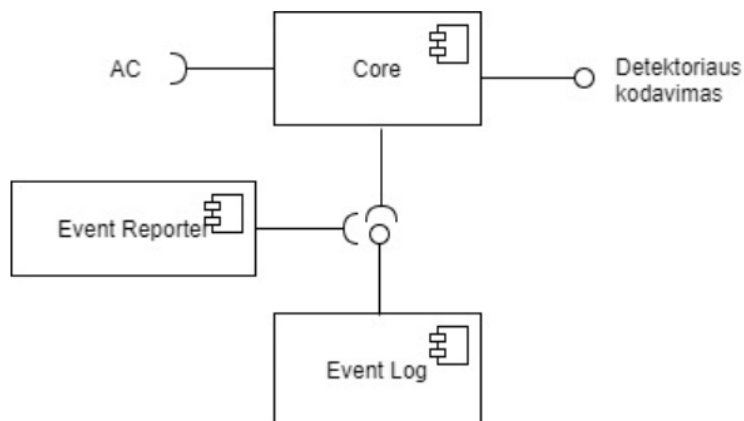 AC
Core
Detektoriaus
kodavimas
Event Reporter
Event Log